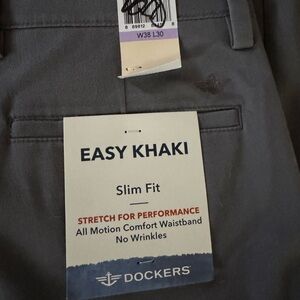 W38 L30
EASY KHAKI
Slim Fit
STRETCH FOR PERFORMANCE
All Motion Comfort Waistband
No Wrinkles
DOCKERS